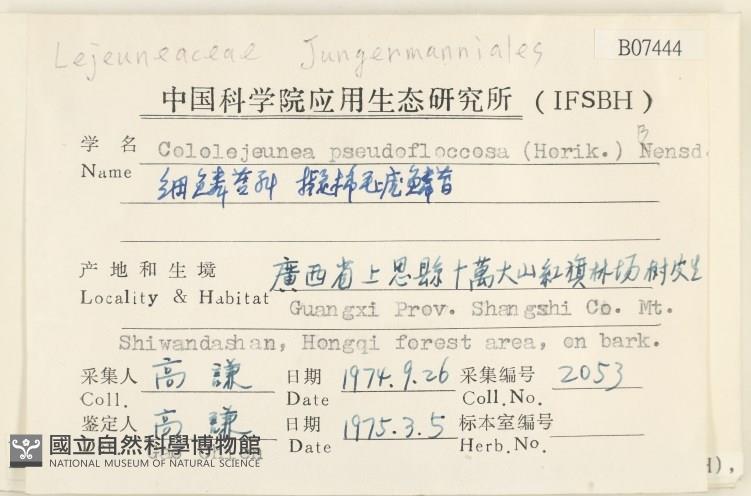 Lejeuneaceae Jungermanniales
B07444
中国科学院应用生态研究所 (IFSBH)
学 名 Cololejeunea pseudofloccosa (Horik.) Bensd.
Name 细鳞苔科 擬棉毛疣鳞苔
产地和生境 廣西省上思縣十萬大山紅旗林场树皮生
Locality & Habitat Guangxi Prov. Shangshi Co. Mt.
Shiwandashan, Hongqi forest area, on bark.
采集人 高 謙 日期 1974.9.26 采集编号 2053
Coll. Date Coll.No.
鉴定人 高 謙 日期 1975.3.5 标本室编号
Date Herb.No.
國立自然科學博物館
NATIONAL MUSEUM OF NATURAL SCIENCE